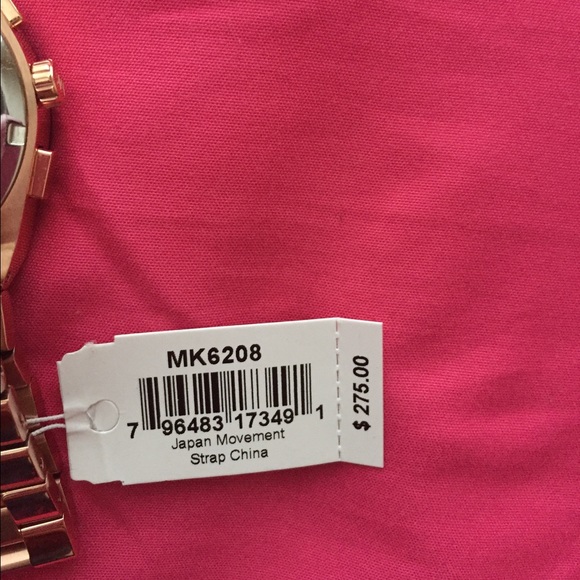 MK6208
7 96483 17349 1
Japan Movement
Strap China
$ 275.00